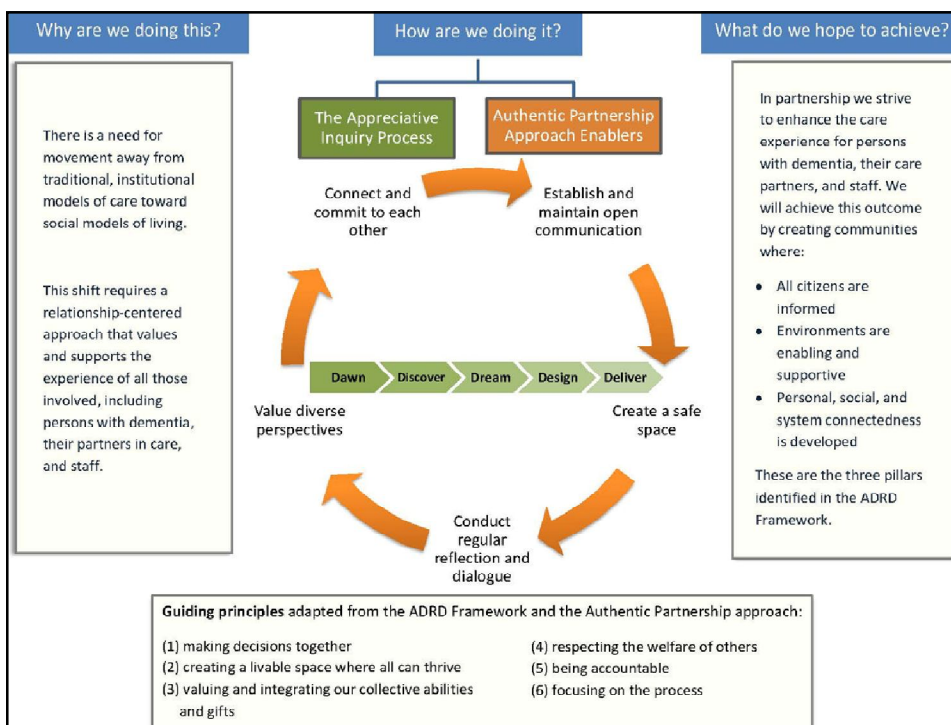 Why are we doing this?
There is a need for
movement away from
traditional, institutional
models of care toward
social models of living.
This shift requires a
relationship-centered
approach that values
and supports the
experience of all those
involved, including
persons with dementia,
their partners in care,
and staff.
How are we doing it?
The Appreciative
Inquiry Process
Authentic Partnership
Approach Enablers
Connect and
commit to each
other
Establish and
maintain open
communication
Dawn
Discover
Dream
Design
Deliver
Value diverse
perspectives
Create a safe
space
Conduct
regular
reflection and
dialogue
What do we hope to achieve?
In partnership we strive
to enhance the care
experience for persons
with dementia, their care
partners, and staff. We
will achieve this outcome
by creating communities
where:
• All citizens are
informed
• Environments are
enabling and
supportive
• Personal, social, and
system connectedness
is developed
These are the three pillars
identified in the ADRD
Framework.
Guiding principles adapted from the ADRD Framework and the Authentic Partnership approach:
(1) making decisions together
(2) creating a livable space where all can thrive
(3) valuing and integrating our collective abilities
and gifts
(4) respecting the welfare of others
(5) being accountable
(6) focusing on the process